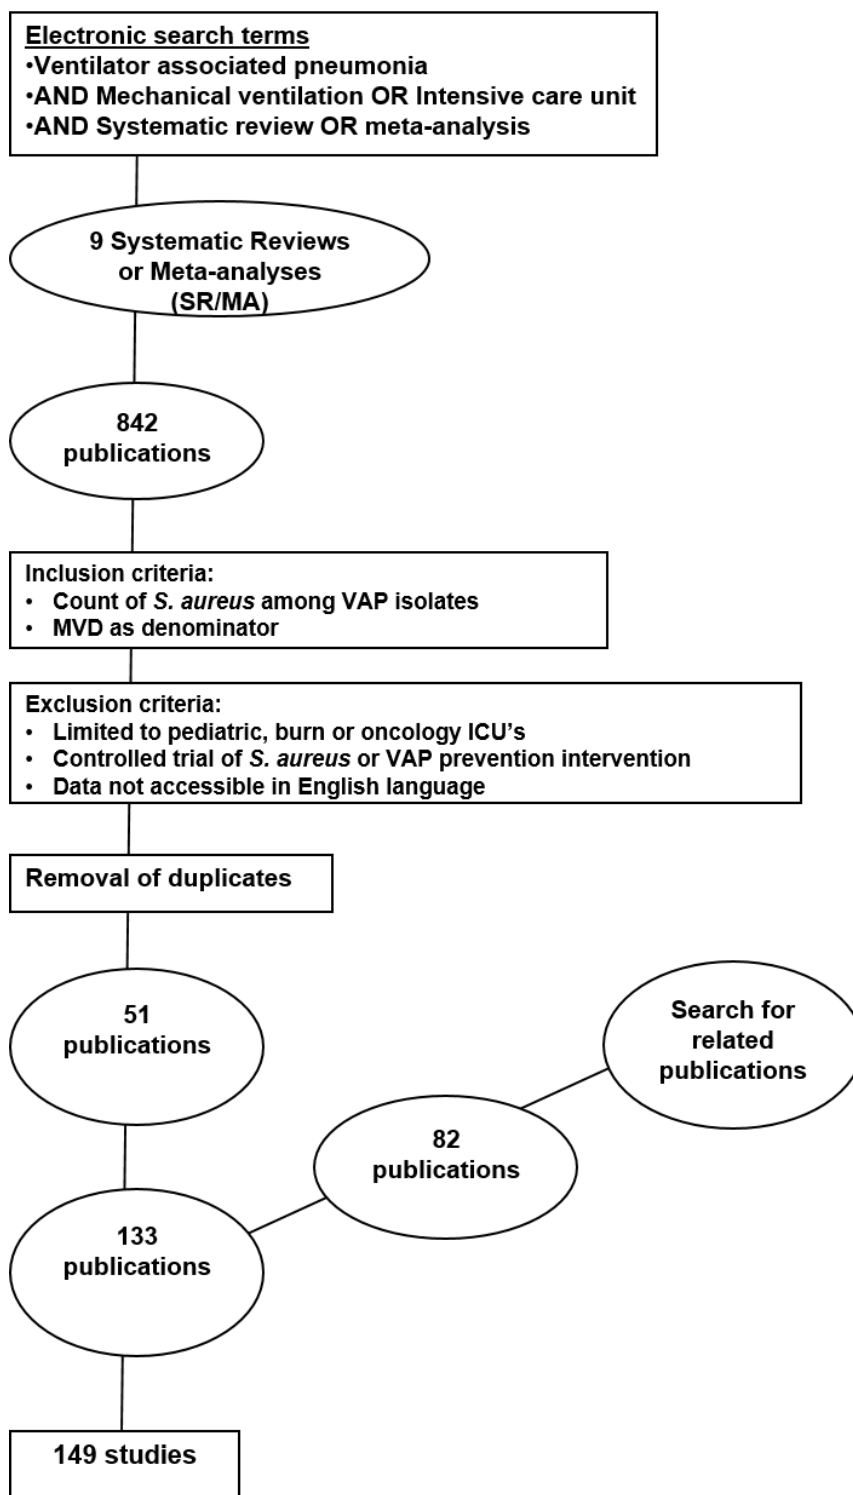 Electronic search terms
•Ventilator associated pneumonia
•AND Mechanical ventilation OR Intensive care unit
•AND Systematic review OR meta-analysis
9 Systematic Reviews
or Meta-analyses
(SR/MA)
842
publications
Inclusion criteria:
• Count of S. aureus among VAP isolates
• MVD as denominator
Exclusion criteria:
• Limited to pediatric, burn or oncology ICU's
• Controlled trial of S. aureus or VAP prevention intervention
• Data not accessible in English language
Removal of duplicates
51
publications
Search for
related
publications
82
publications
133
publications
149 studies